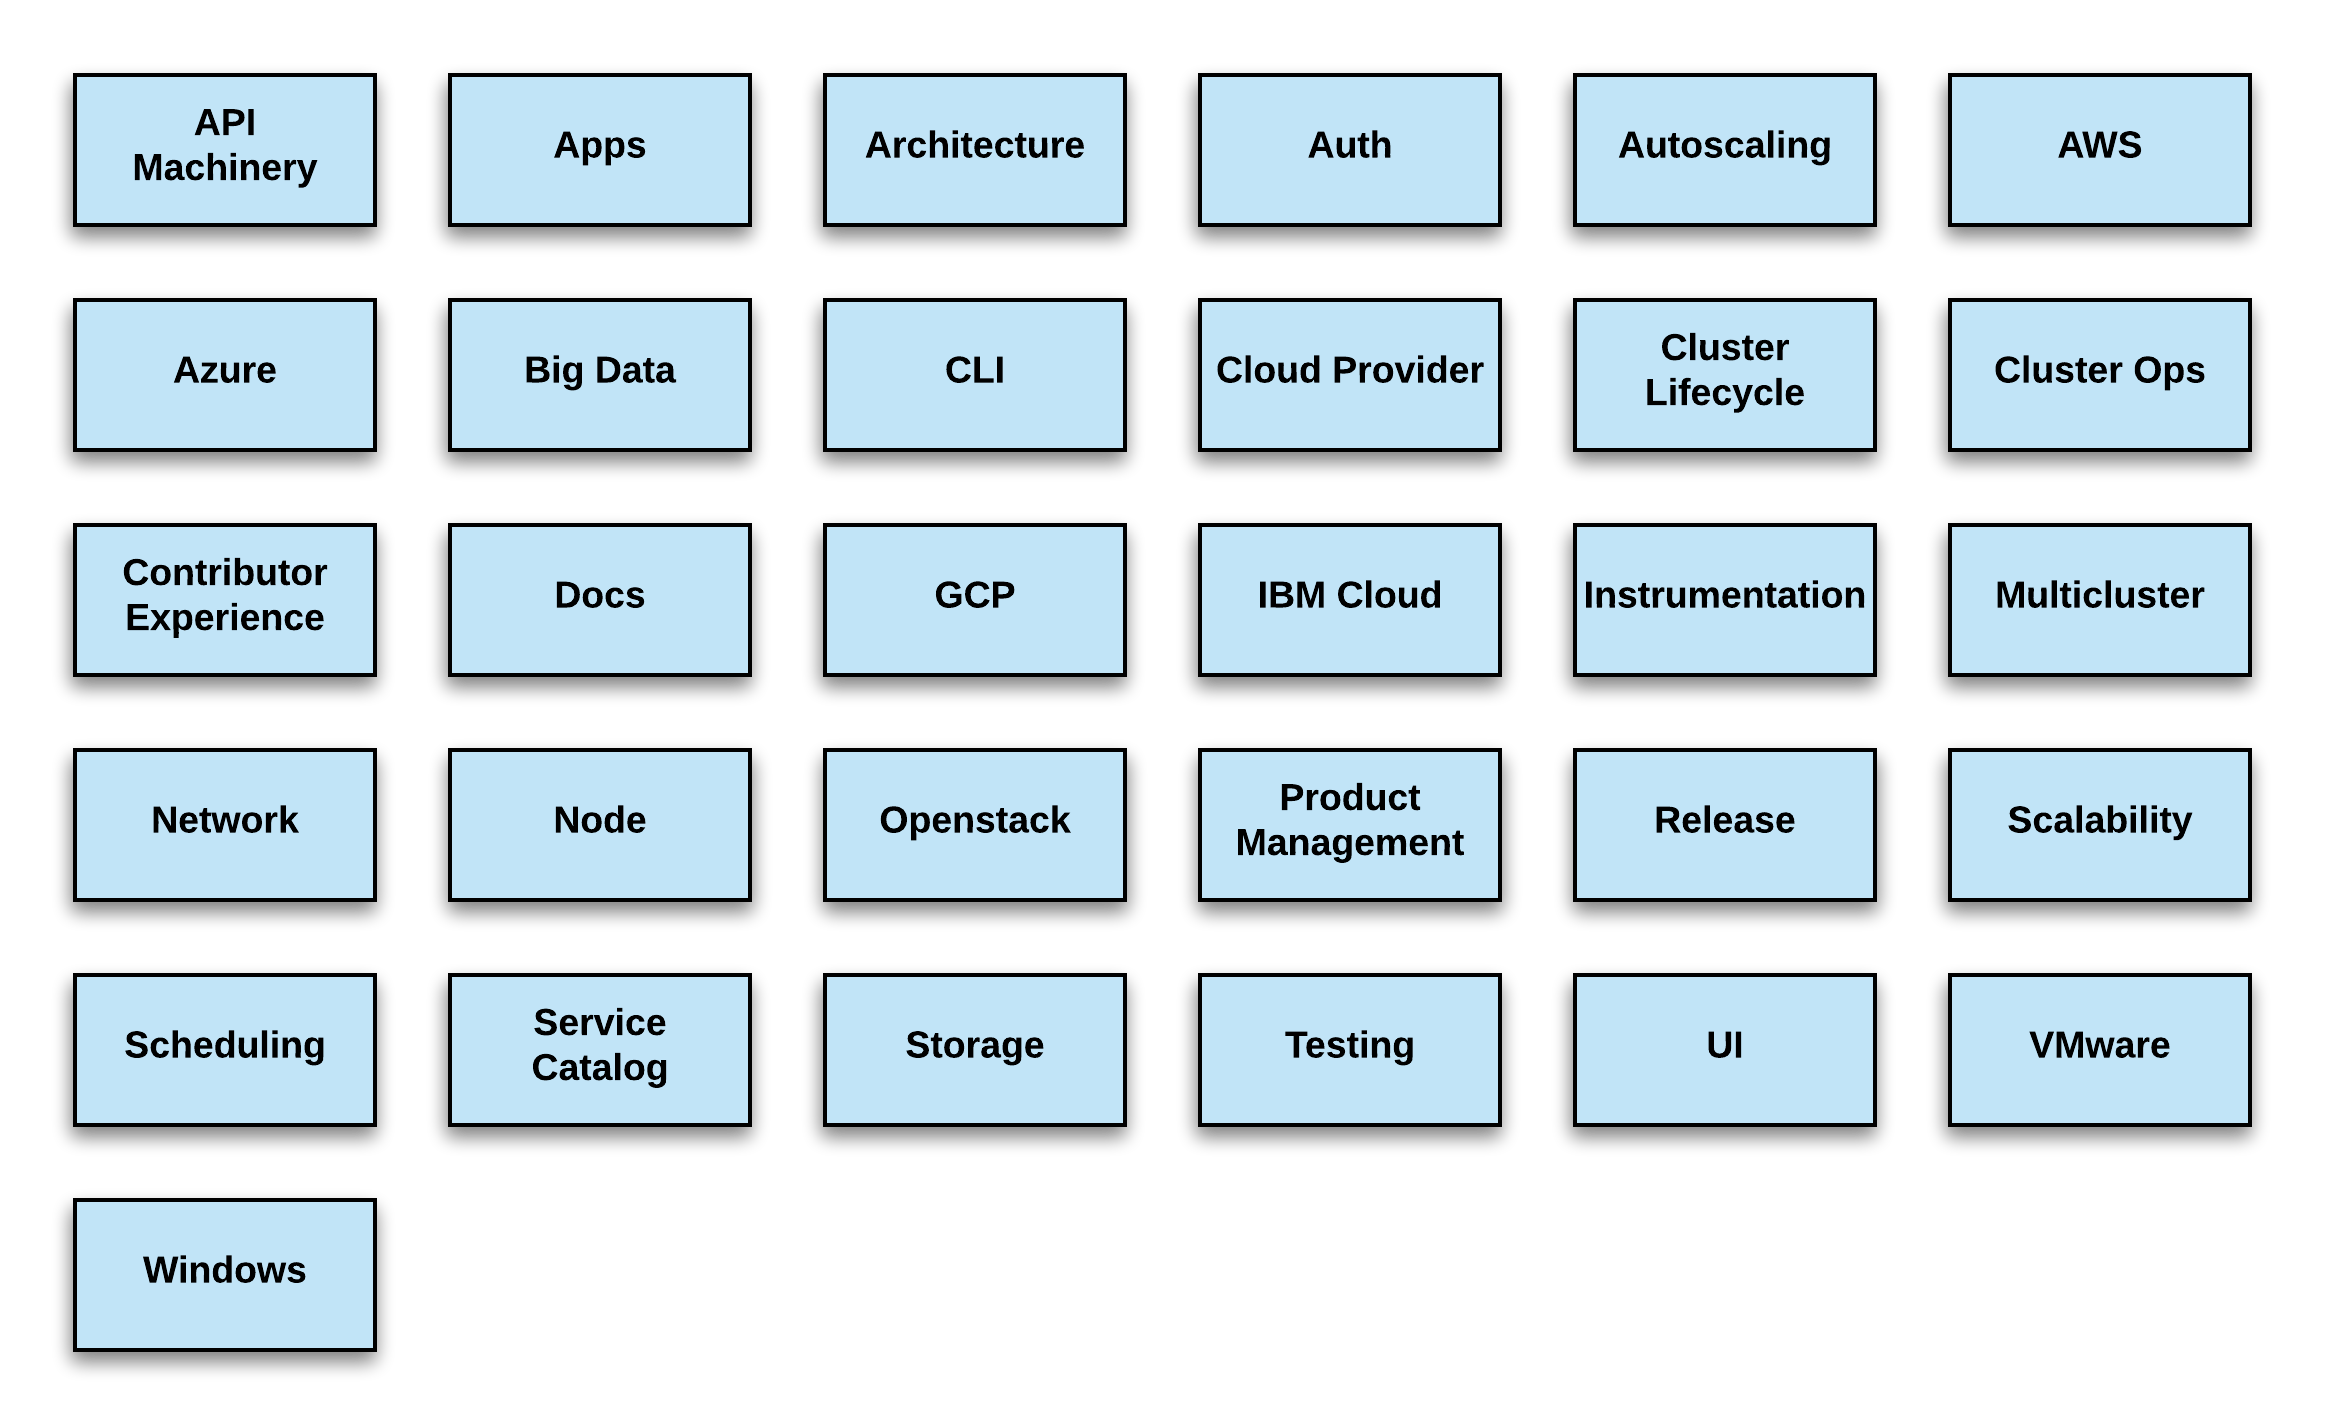 API
Machinery
Apps
Architecture
Auth
Autoscaling
AWS
Azure
Big Data
CLI
Cloud Provider
Cluster
Lifecycle
Cluster Ops
Contributor
Experience
Docs
GCP
IBM Cloud
Instrumentation
Multicluster
Network
Node
Openstack
Product
Management
Release
Scalability
Scheduling
Service
Catalog
Storage
Testing
UI
VMware
Windows